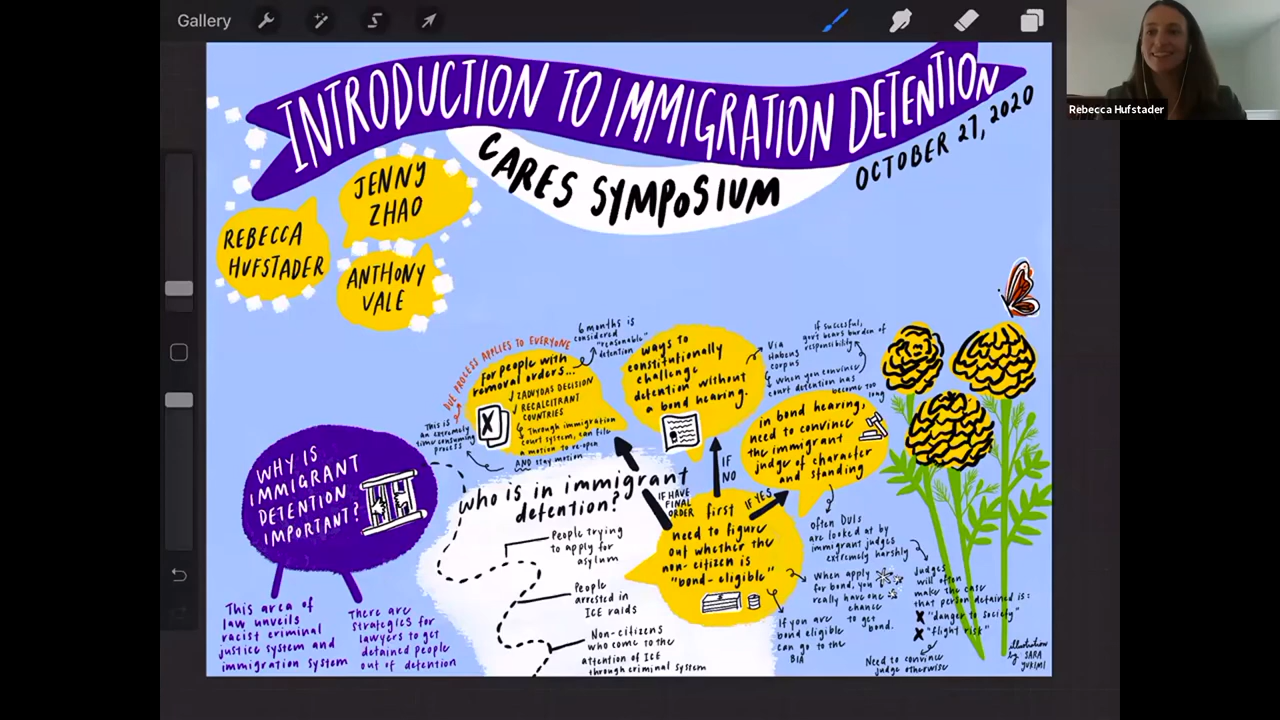 Gallery
Rebecca Hufstader
INTRODUCTION TO IMMIGRATION DETENTION
CARES SYMPOSIUM
OCTOBER 27, 2020
JENNY
ZHAO
REBECCA
HUFSTADER
ANTHONY
VALE
WHY IS
IMMIGRANT
DETENTION
IMPORTANT?
This area of
law unveils
racist criminal
justice system and
immigration system
There are
strategies for
lawyers to get
detained people
out of detention
who is in immigrant
detention?
People trying
to apply for
asylum
People
arrested in
ICE raids
Non-citizens
who come to the
attention of ICE
through criminal system
first
need to figure
out whether the
non-citizen is
"bond-eligible"
IF HAVE
FINAL
ORDER
IF
NO
IF YES
DUE PROCESS APPLIES TO EVERYONE
for people with
removal orders...
ZADVYDAS DECISION
RECALCITRANT
COUNTRIES
Through immigration
court system, can file
a motion to re-open
AND stay motion
This is
an extremely
time consuming
process
6 months is
considered
"reasonable"
detention
ways to
constitutionally
challenge
detention without
a bond hearing.
Via
Habeas
corpus
When you convince
court detention has
become too
long
If succesful,
gov't bears burden of
responsibility
in bond hearing,
need to convince
the immigrant
judge of character
and standing
Often DUIs
are looked at by
immigrant judges
extremely harshly
When apply
for bond, you
really have one
chance
to get
bond.
If you are
bond eligible
can go to the
BIA
Judges
will often
make the case
that person detained is:
X "danger to society"
X "flight risk"
Need to convince
judge otherwise
illustration
by SARA
YUKIMI